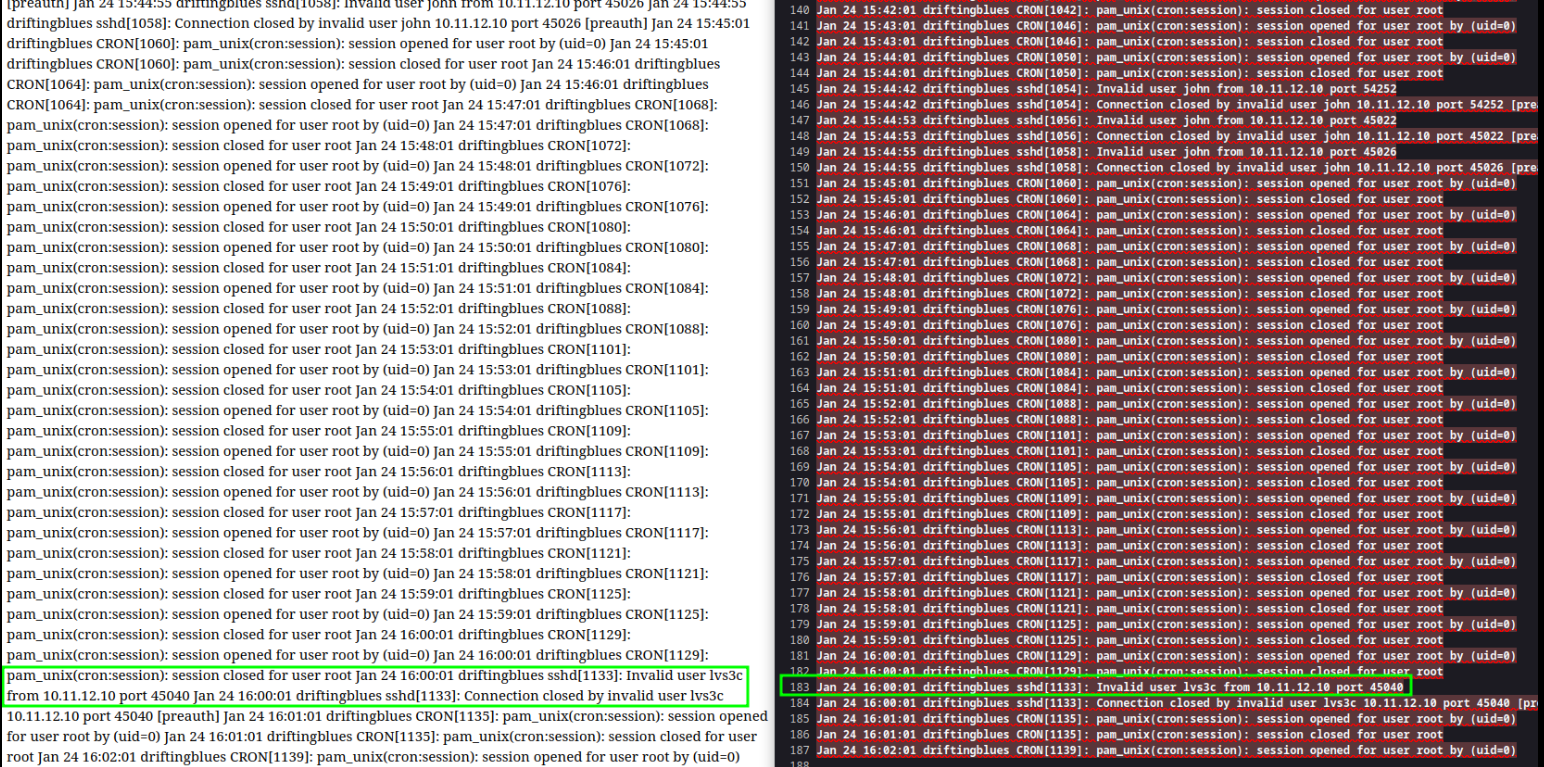 [preauth] Jan 24 15:44:55 driftingblues sshd[1058]: Invalid user john from 10.11.12.10 port 45026 Jan 24 15:44:55
driftingblues sshd[1058]: Connection closed by invalid user john 10.11.12.10 port 45026 [preauth] Jan 24 15:45:01
driftingblues CRON[1060]: pam_unix(cron:session): session opened for user root by (uid=0) Jan 24 15:45:01
driftingblues CRON[1060]: pam_unix(cron:session): session closed for user root Jan 24 15:46:01 driftingblues
CRON[1064]: pam_unix(cron:session): session opened for user root by (uid=0) Jan 24 15:46:01 driftingblues
CRON[1064]: pam_unix(cron:session): session closed for user root Jan 24 15:47:01 driftingblues CRON[1068]:
pam_unix(cron:session): session opened for user root by (uid=0) Jan 24 15:47:01 driftingblues CRON[1068]:
pam_unix(cron:session): session closed for user root Jan 24 15:48:01 driftingblues CRON[1072]:
pam_unix(cron:session): session opened for user root by (uid=0) Jan 24 15:48:01 driftingblues CRON[1072]:
pam_unix(cron:session): session closed for user root Jan 24 15:49:01 driftingblues CRON[1076]:
pam_unix(cron:session): session opened for user root by (uid=0) Jan 24 15:49:01 driftingblues CRON[1076]:
pam_unix(cron:session): session closed for user root Jan 24 15:50:01 driftingblues CRON[1080]:
pam_unix(cron:session): session opened for user root by (uid=0) Jan 24 15:50:01 driftingblues CRON[1080]:
pam_unix(cron:session): session closed for user root Jan 24 15:51:01 driftingblues CRON[1084]:
pam_unix(cron:session): session opened for user root by (uid=0) Jan 24 15:51:01 driftingblues CRON[1084]:
pam_unix(cron:session): session closed for user root Jan 24 15:52:01 driftingblues CRON[1088]:
pam_unix(cron:session): session opened for user root by (uid=0) Jan 24 15:52:01 driftingblues CRON[1088]:
pam_unix(cron:session): session closed for user root Jan 24 15:53:01 driftingblues CRON[1101]:
pam_unix(cron:session): session opened for user root by (uid=0) Jan 24 15:53:01 driftingblues CRON[1101]:
pam_unix(cron:session): session closed for user root Jan 24 15:54:01 driftingblues CRON[1105]:
pam_unix(cron:session): session opened for user root by (uid=0) Jan 24 15:54:01 driftingblues CRON[1105]:
pam_unix(cron:session): session closed for user root Jan 24 15:55:01 driftingblues CRON[1109]:
pam_unix(cron:session): session opened for user root by (uid=0) Jan 24 15:55:01 driftingblues CRON[1109]:
pam_unix(cron:session): session closed for user root Jan 24 15:56:01 driftingblues CRON[1113]:
pam_unix(cron:session): session opened for user root by (uid=0) Jan 24 15:56:01 driftingblues CRON[1113]:
pam_unix(cron:session): session closed for user root Jan 24 15:57:01 driftingblues CRON[1117]:
pam_unix(cron:session): session opened for user root by (uid=0) Jan 24 15:57:01 driftingblues CRON[1117]:
pam_unix(cron:session): session closed for user root Jan 24 15:58:01 driftingblues CRON[1121]:
pam_unix(cron:session): session opened for user root by (uid=0) Jan 24 15:58:01 driftingblues CRON[1121]:
pam_unix(cron:session): session closed for user root Jan 24 15:59:01 driftingblues CRON[1125]:
pam_unix(cron:session): session opened for user root by (uid=0) Jan 24 15:59:01 driftingblues CRON[1125]:
pam_unix(cron:session): session closed for user root Jan 24 16:00:01 driftingblues CRON[1129]:
pam_unix(cron:session): session opened for user root by (uid=0) Jan 24 16:00:01 driftingblues CRON[1129]:
pam_unix(cron:session): session closed for user root Jan 24 16:00:01 driftingblues sshd[1133]: Invalid user lvs3c
from 10.11.12.10 port 45040 Jan 24 16:00:01 driftingblues sshd[1133]: Connection closed by invalid user lvs3c
10.11.12.10 port 45040 [preauth] Jan 24 16:01:01 driftingblues CRON[1135]: pam_unix(cron:session): session opened
for user root by (uid=0) Jan 24 16:01:01 driftingblues CRON[1135]: pam_unix(cron:session): session closed for user
root Jan 24 16:02:01 driftingblues CRON[1139]: pam_unix(cron:session): session opened for user root by (uid=0)
140 Jan 24 15:42:01 driftingblues CRON[1042]: pam_unix(cron:session): session closed for user root
141 Jan 24 15:43:01 driftingblues CRON[1046]: pam_unix(cron:session): session opened for user root by (uid=0)
142 Jan 24 15:43:01 driftingblues CRON[1046]: pam_unix(cron:session): session closed for user root
143 Jan 24 15:44:01 driftingblues CRON[1050]: pam_unix(cron:session): session opened for user root by (uid=0)
144 Jan 24 15:44:01 driftingblues CRON[1050]: pam_unix(cron:session): session closed for user root
145 Jan 24 15:44:42 driftingblues sshd[1054]: Invalid user john from 10.11.12.10 port 54252
146 Jan 24 15:44:42 driftingblues sshd[1054]: Connection closed by invalid user john 10.11.12.10 port 54252 [prea
147 Jan 24 15:44:53 driftingblues sshd[1056]: Invalid user john from 10.11.12.10 port 45022
148 Jan 24 15:44:53 driftingblues sshd[1056]: Connection closed by invalid user john 10.11.12.10 port 45022 [pre
149 Jan 24 15:44:55 driftingblues sshd[1058]: Invalid user john from 10.11.12.10 port 45026
150 Jan 24 15:44:55 driftingblues sshd[1058]: Connection closed by invalid user john 10.11.12.10 port 45026 [prea
151 Jan 24 15:45:01 driftingblues CRON[1060]: pam_unix(cron:session): session opened for user root by (uid=0)
152 Jan 24 15:45:01 driftingblues CRON[1060]: pam_unix(cron:session): session closed for user root
153 Jan 24 15:46:01 driftingblues CRON[1064]: pam_unix(cron:session): session opened for user root by (uid=0)
154 Jan 24 15:46:01 driftingblues CRON[1064]: pam_unix(cron:session): session closed for user root
155 Jan 24 15:47:01 driftingblues CRON[1068]: pam_unix(cron:session): session opened for user root by (uid=0)
156 Jan 24 15:47:01 driftingblues CRON[1068]: pam_unix(cron:session): session closed for user root
157 Jan 24 15:48:01 driftingblues CRON[1072]: pam_unix(cron:session): session opened for user root by (uid=0)
158 Jan 24 15:48:01 driftingblues CRON[1072]: pam_unix(cron:session): session closed for user root
159 Jan 24 15:49:01 driftingblues CRON[1076]: pam_unix(cron:session): session opened for user root by (uid=0)
160 Jan 24 15:49:01 driftingblues CRON[1076]: pam_unix(cron:session): session closed for user root
161 Jan 24 15:50:01 driftingblues CRON[1080]: pam_unix(cron:session): session opened for user root by (uid=0)
162 Jan 24 15:50:01 driftingblues CRON[1080]: pam_unix(cron:session): session closed for user root
163 Jan 24 15:51:01 driftingblues CRON[1084]: pam_unix(cron:session): session opened for user root by (uid=0)
164 Jan 24 15:51:01 driftingblues CRON[1084]: pam_unix(cron:session): session closed for user root
165 Jan 24 15:52:01 driftingblues CRON[1088]: pam_unix(cron:session): session opened for user root by (uid=0)
166 Jan 24 15:52:01 driftingblues CRON[1088]: pam_unix(cron:session): session closed for user root
167 Jan 24 15:53:01 driftingblues CRON[1101]: pam_unix(cron:session): session opened for user root by (uid=0)
168 Jan 24 15:53:01 driftingblues CRON[1101]: pam_unix(cron:session): session closed for user root
169 Jan 24 15:54:01 driftingblues CRON[1105]: pam_unix(cron:session): session opened for user root by (uid=0)
170 Jan 24 15:54:01 driftingblues CRON[1105]: pam_unix(cron:session): session closed for user root
171 Jan 24 15:55:01 driftingblues CRON[1109]: pam_unix(cron:session): session opened for user root by (uid=0)
172 Jan 24 15:55:01 driftingblues CRON[1109]: pam_unix(cron:session): session closed for user root
173 Jan 24 15:56:01 driftingblues CRON[1113]: pam_unix(cron:session): session opened for user root by (uid=0)
174 Jan 24 15:56:01 driftingblues CRON[1113]: pam_unix(cron:session): session closed for user root
175 Jan 24 15:57:01 driftingblues CRON[1117]: pam_unix(cron:session): session opened for user root by (uid=0)
176 Jan 24 15:57:01 driftingblues CRON[1117]: pam_unix(cron:session): session closed for user root
177 Jan 24 15:58:01 driftingblues CRON[1121]: pam_unix(cron:session): session opened for user root by (uid=0)
178 Jan 24 15:58:01 driftingblues CRON[1121]: pam_unix(cron:session): session closed for user root
179 Jan 24 15:59:01 driftingblues CRON[1125]: pam_unix(cron:session): session opened for user root by (uid=0)
180 Jan 24 15:59:01 driftingblues CRON[1125]: pam_unix(cron:session): session closed for user root
181 Jan 24 16:00:01 driftingblues CRON[1129]: pam_unix(cron:session): session opened for user root by (uid=0)
182 Jan 24 16:00:01 driftingblues CRON[1129]: pam_unix(cron:session): session closed for user root
183 Jan 24 16:00:01 driftingblues sshd[1133]: Invalid user lvs3c from 10.11.12.10 port 45040
184 Jan 24 16:00:01 driftingblues sshd[1133]: Connection closed by invalid user lvs3c 10.11.12.10 port 45040 [pr
185 Jan 24 16:01:01 driftingblues CRON[1135]: pam_unix(cron:session): session opened for user root by (uid=0)
186 Jan 24 16:01:01 driftingblues CRON[1135]: pam_unix(cron:session): session closed for user root
187 Jan 24 16:02:01 driftingblues CRON[1139]: pam_unix(cron:session): session opened for user root by (uid=0)
188